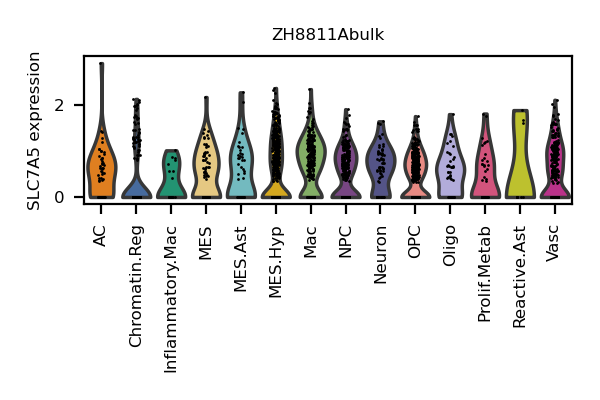 ZH8811Abulk
SLC7A5 expression
2
0
AC
Chromatin.Reg
Inflammatory.Mac
MES
MES.Ast
MES.Hyp
Mac
NPC
Neuron
OPC
Oligo
Prolif.Metab
Reactive.Ast
Vasc